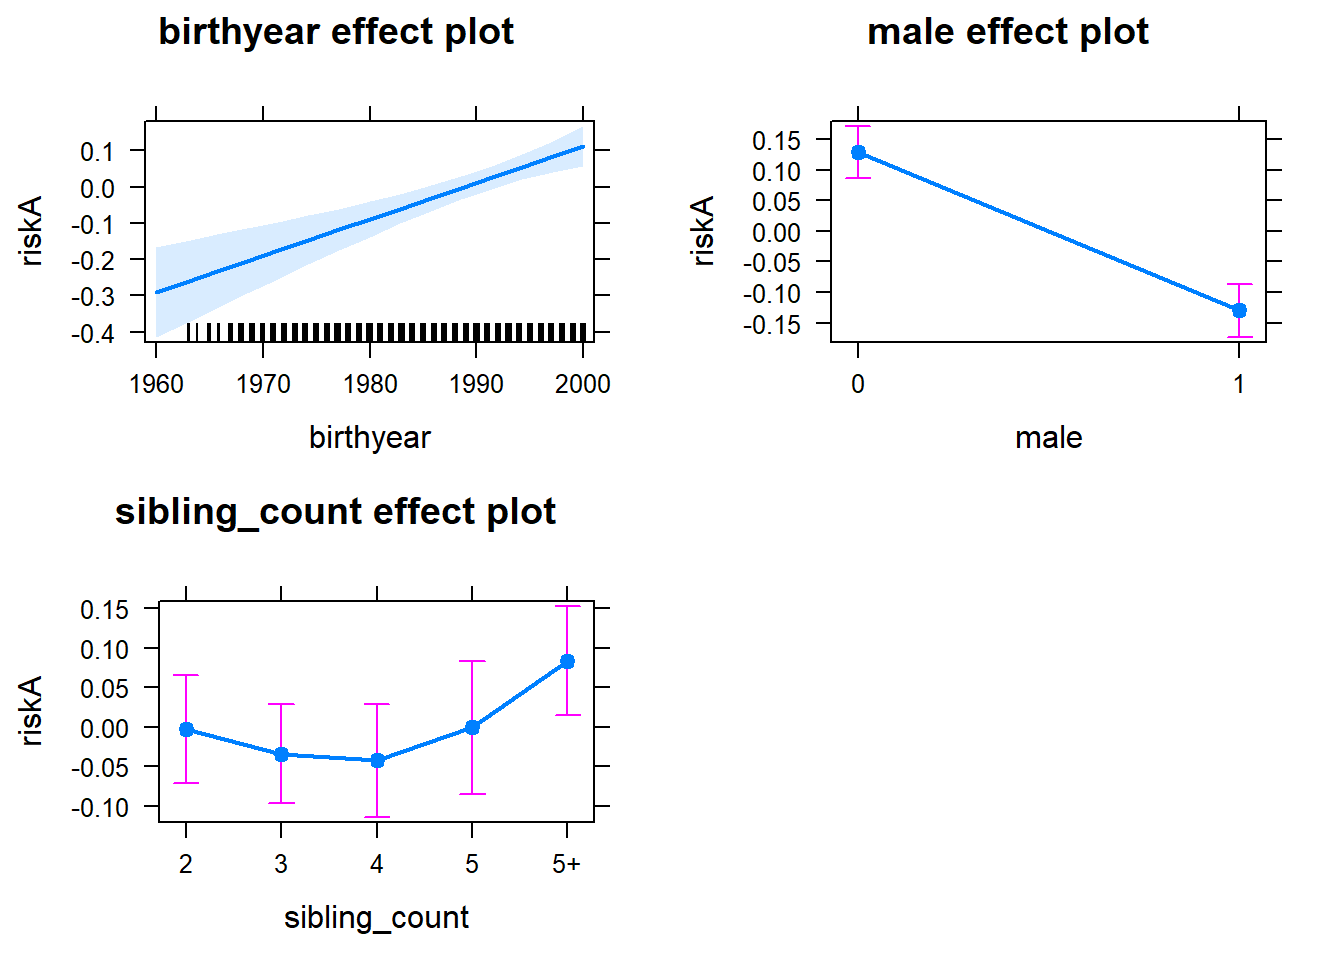 birthyear effect plot
riskA
0.1
0.0
-0.1
-0.2
-0.3
-0.4
1960 1970 1980 1990 2000
birthyear
male effect plot
riskA
0.15
0.10
0.05
0.00
-0.05
-0.10
-0.15
0 1
male
sibling_count effect plot
riskA
0.15
0.10
0.05
0.00
-0.05
-0.10
2 3 4 5 5+
sibling_count